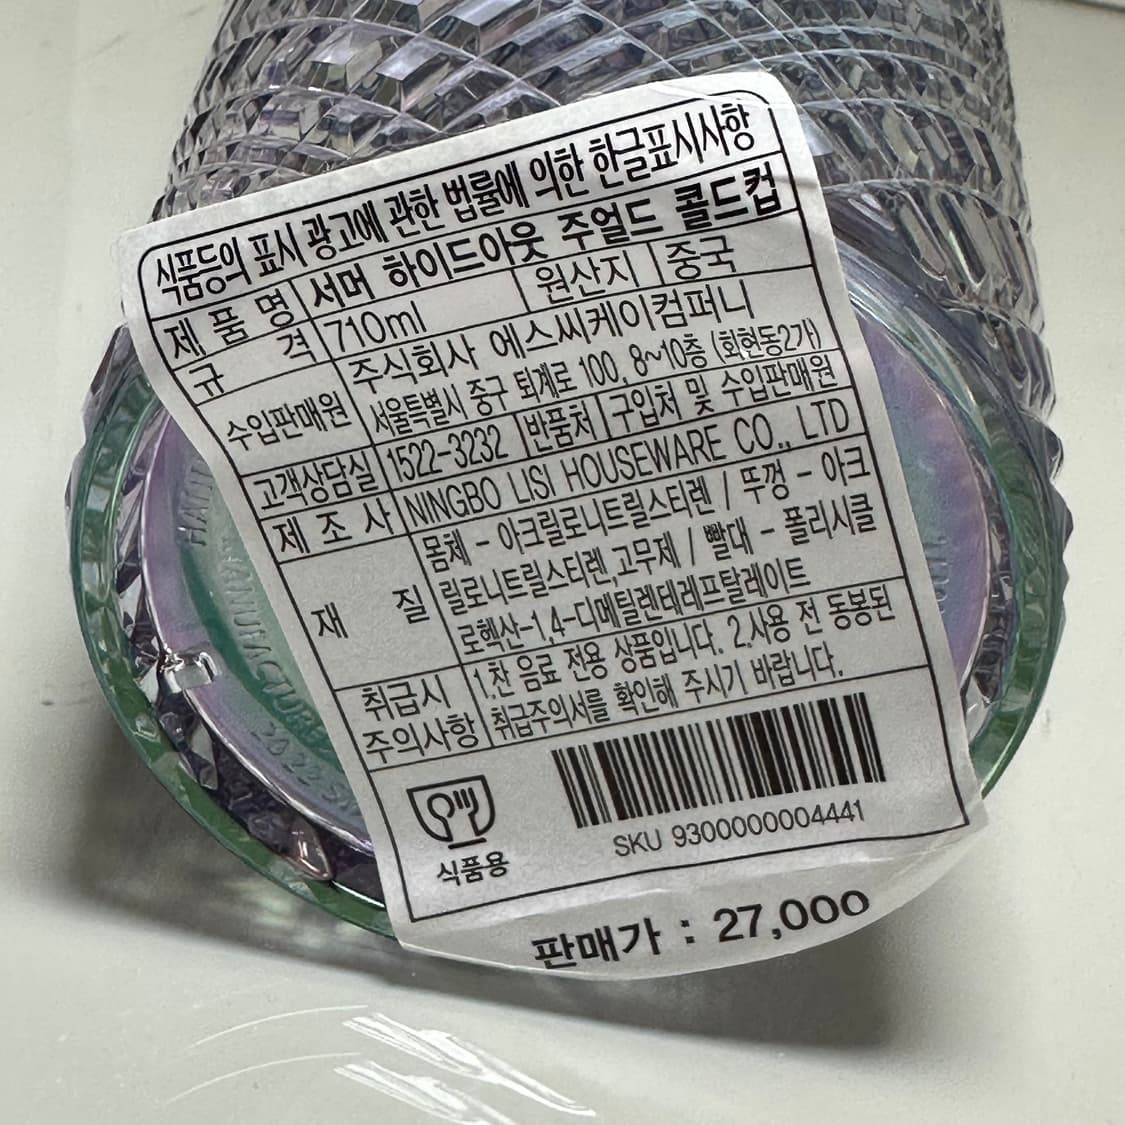 식품등의 표시 광고에 관한 법률에 의한 한글표시사항
제품명 서머 하이드아웃 주얼드 콜드컵
규격 710ml 원산지 중국
수입판매원 주식회사 에스씨케이컴퍼니
서울특별시 중구 퇴계로 100, 8~10층 (회현동2가)
고객상담실 1522-3232 반품처 구입처 및 수입판매원
제조사 NINGBO LISI HOUSEWARE CO., LTD
재질 몸체 - 아크릴로니트릴스티렌 / 뚜껑 - 아크
릴로니트릴스티렌,고무제 / 빨대 - 폴리시클
로헥산-1,4-디메틸렌테레프탈레이트
취급시 주의사항 1.찬 음료 전용 상품입니다. 2.사용 전 동봉된
취급주의서를 확인해 주시기 바랍니다.
식품용
SKU 9300000004441
판매가 : 27,000